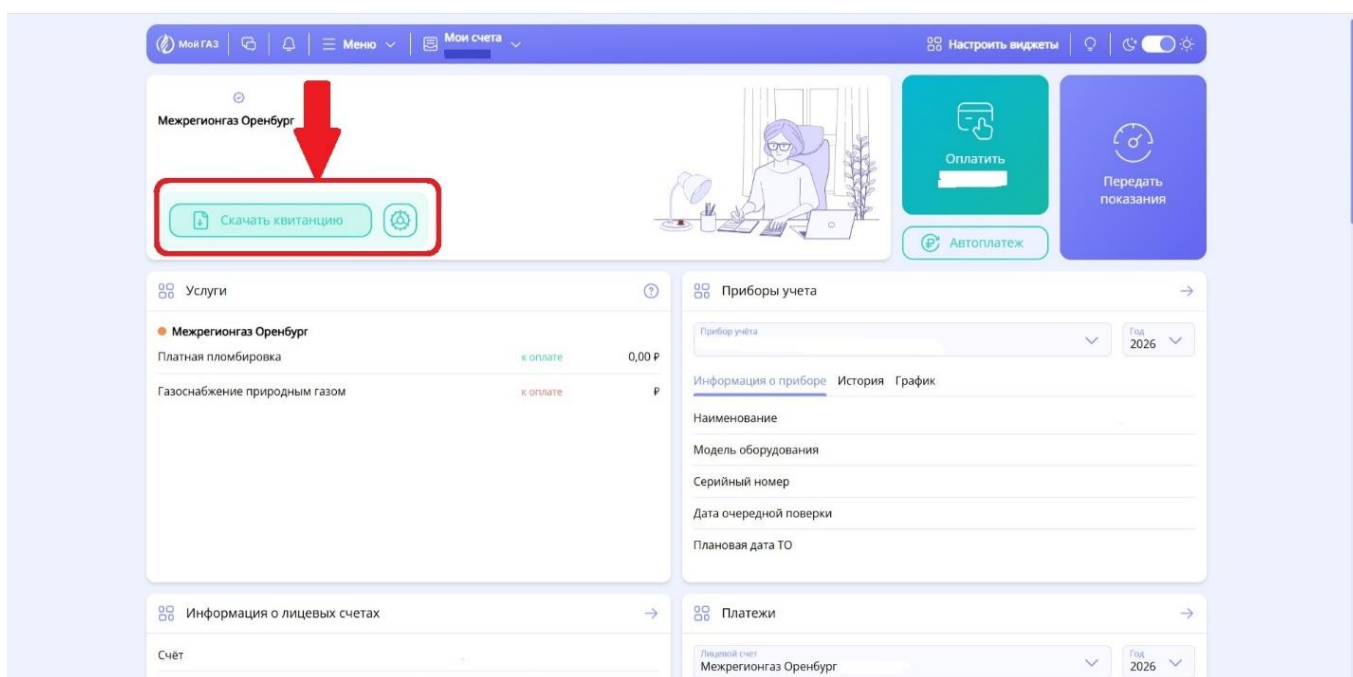 Мой ГАЗ
Меню
Мои счета
Настроить виджеты
Межрегионгаз Оренбург
Скачать квитанцию
Оплатить
Автоплатеж
Передать
показания
Услуги
Межрегионгаз Оренбург
Платная пломбировка к оплате 0,00 ₽
Газоснабжение природным газом к оплате ₽
Приборы учета
Прибор учёта
Год
2026
Информация о приборе История График
Наименование
Модель оборудования
Серийный номер
Дата очередной поверки
Плановая дата ТО
Информация о лицевых счетах
Счёт
Платежи
Лицевой счет
Межрегионгаз Оренбург
Год
2026